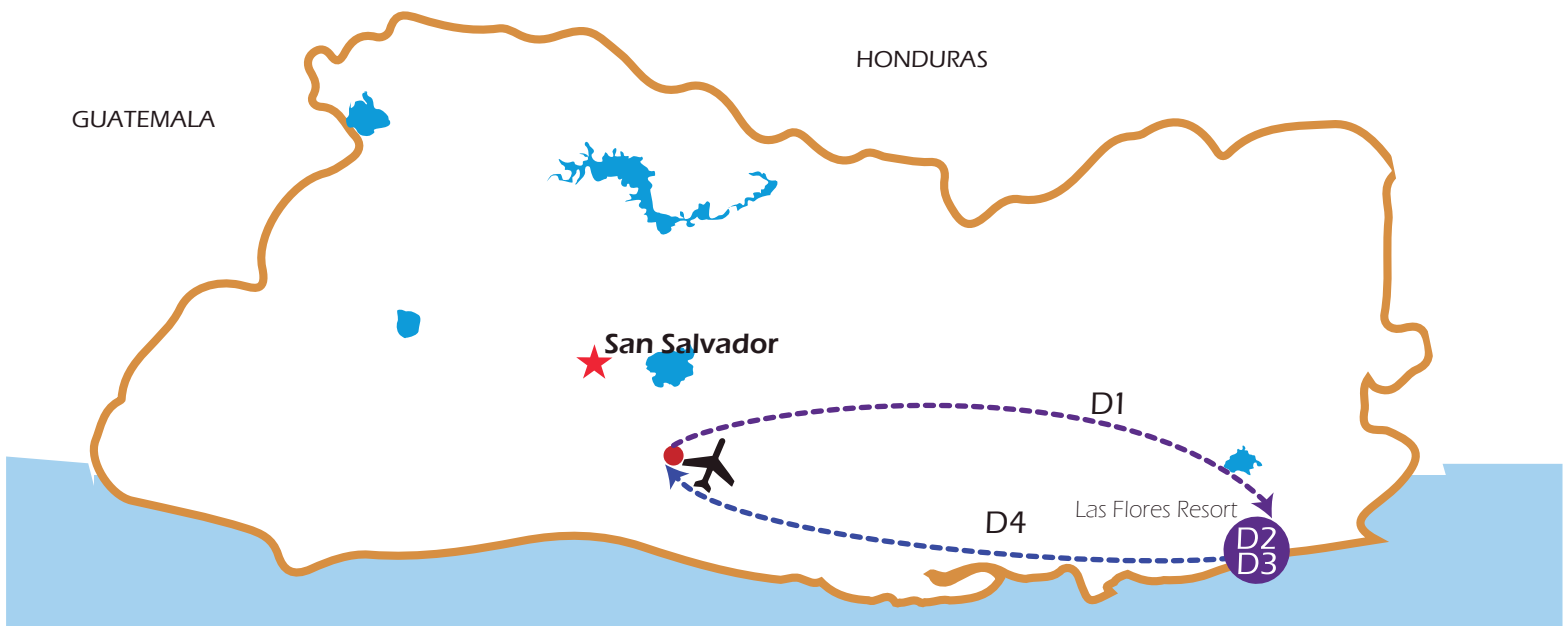 HONDURAS
GUATEMALA
San Salvador
D1
Las Flores Resort
D4
D2
D3